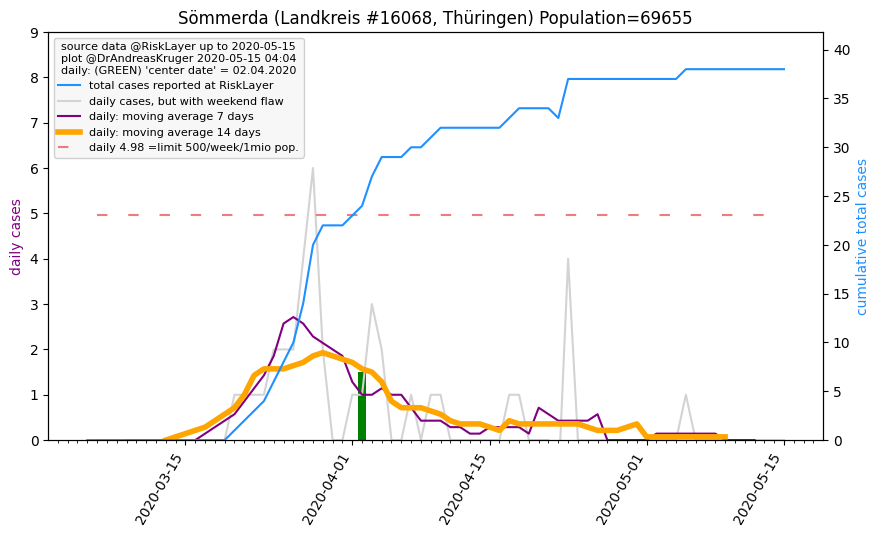 Sömmerda (Landkreis #16068, Thüringen) Population=69655
source data @RiskLayer up to 2020-05-15
plot @DrAndreasKruger 2020-05-15 04:04
daily: (GREEN) 'center date' = 02.04.2020
total cases reported at RiskLayer
daily cases, but with weekend flaw
daily: moving average 7 days
daily: moving average 14 days
daily 4.98 =limit 500/week/1mio pop.
daily cases
9
8
7
6
5
4
3
2
1
0
40
35
30
25
20
15
10
5
0
cumulative total cases
2020-03-15
2020-04-01
2020-04-15
2020-05-01
2020-05-15